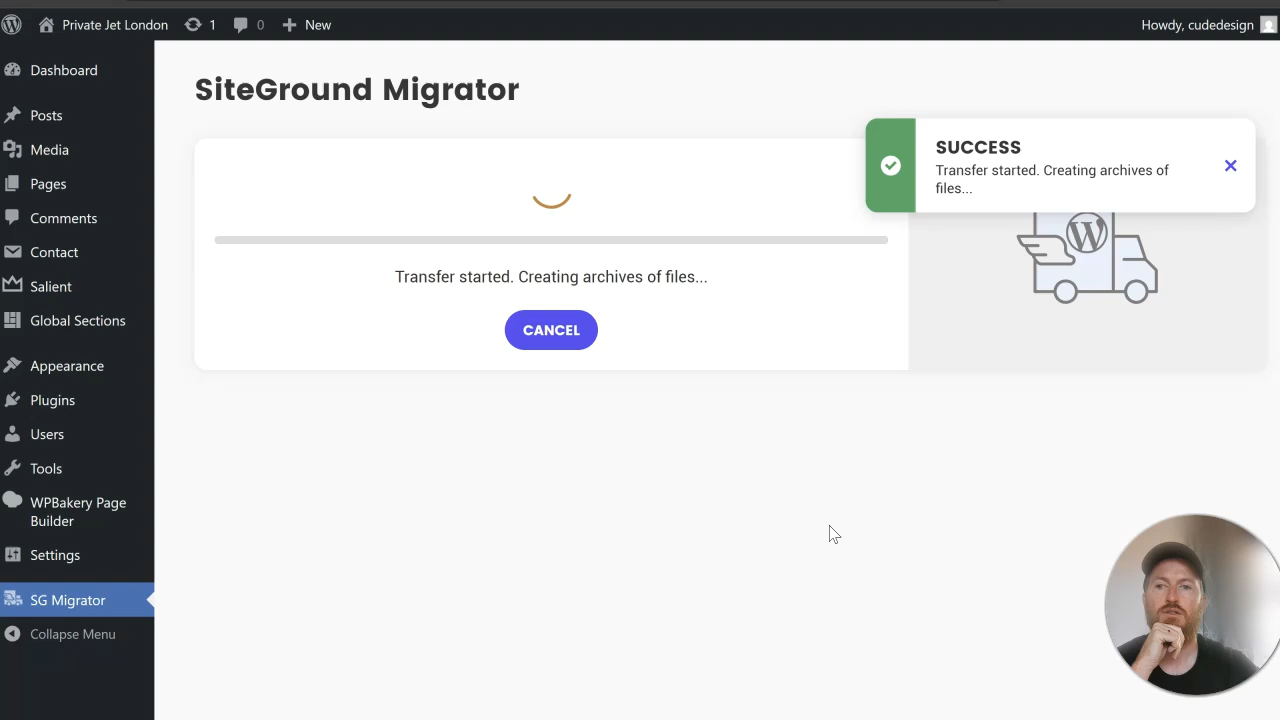 Private Jet London
1
0
New
Howdy, cudedesign
Dashboard
Posts
Media
Pages
Comments
Contact
Salient
Global Sections
Appearance
Plugins
Users
Tools
WPBakery Page
Builder
Settings
SG Migrator
Collapse Menu
SiteGround Migrator
Transfer started. Creating archives of files...
CANCEL
SUCCESS
Transfer started. Creating archives of
files...